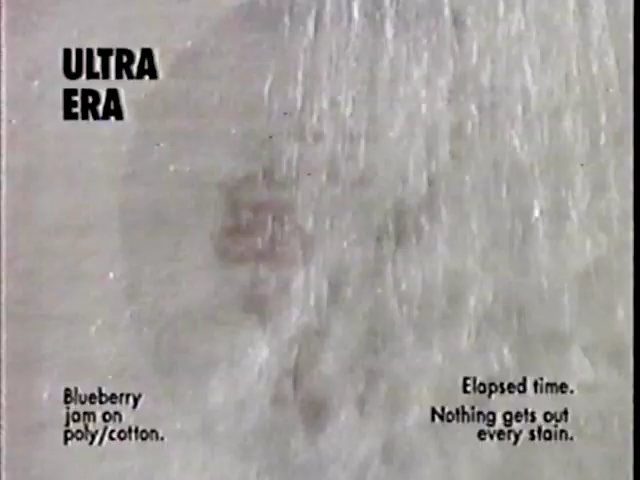 ULTRA
ERA
Blueberry
jam on
poly/cotton.
Elapsed time.
Nothing gets out
every stain.